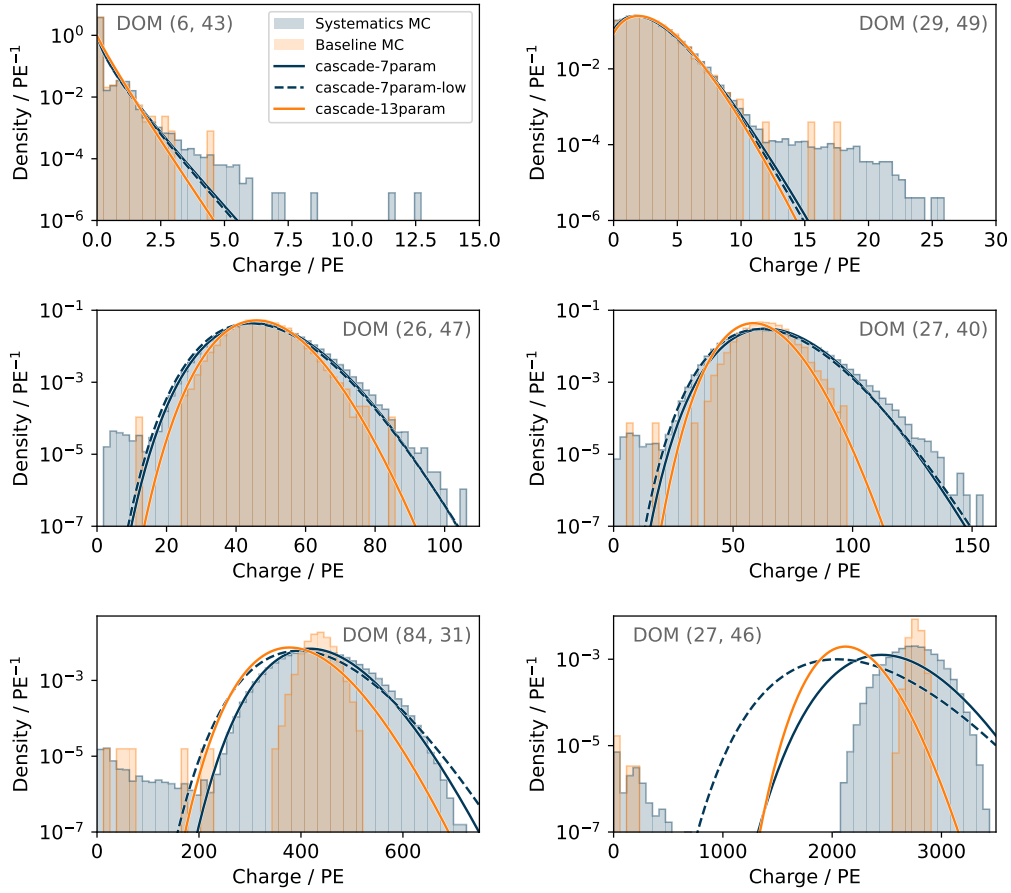 DOM (6, 43)
Systematics MC
Baseline MC
cascade-7param
cascade-7param-low
cascade-13param
Density / PE⁻¹
10⁰
10⁻²
10⁻⁴
10⁻⁶
0.0 2.5 5.0 7.5 10.0 12.5 15.0
Charge / PE
DOM (29, 49)
Density / PE⁻¹
10⁻²
10⁻⁴
10⁻⁶
0 5 10 15 20 25 30
Charge / PE
DOM (26, 47)
Density / PE⁻¹
10⁻¹
10⁻³
10⁻⁵
10⁻⁷
0 20 40 60 80 100
Charge / PE
DOM (27, 40)
Density / PE⁻¹
10⁻¹
10⁻³
10⁻⁵
10⁻⁷
0 50 100 150
Charge / PE
DOM (84, 31)
Density / PE⁻¹
10⁻³
10⁻⁵
10⁻⁷
0 200 400 600
Charge / PE
DOM (27, 46)
Density / PE⁻¹
10⁻³
10⁻⁵
10⁻⁷
0 1000 2000 3000
Charge / PE